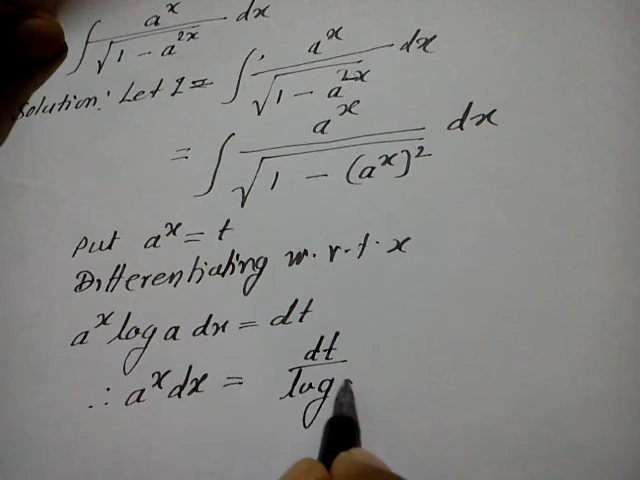 ∫ a^x / √(1 - a^2x) dx
Solution: Let I = ∫ a^x / √(1 - a^2x) dx
= ∫ a^x / √(1 - (a^x)^2) dx
Put a^x = t
Differentiating w.r.t. x
a^x log a dx = dt
∴ a^x dx = dt / log